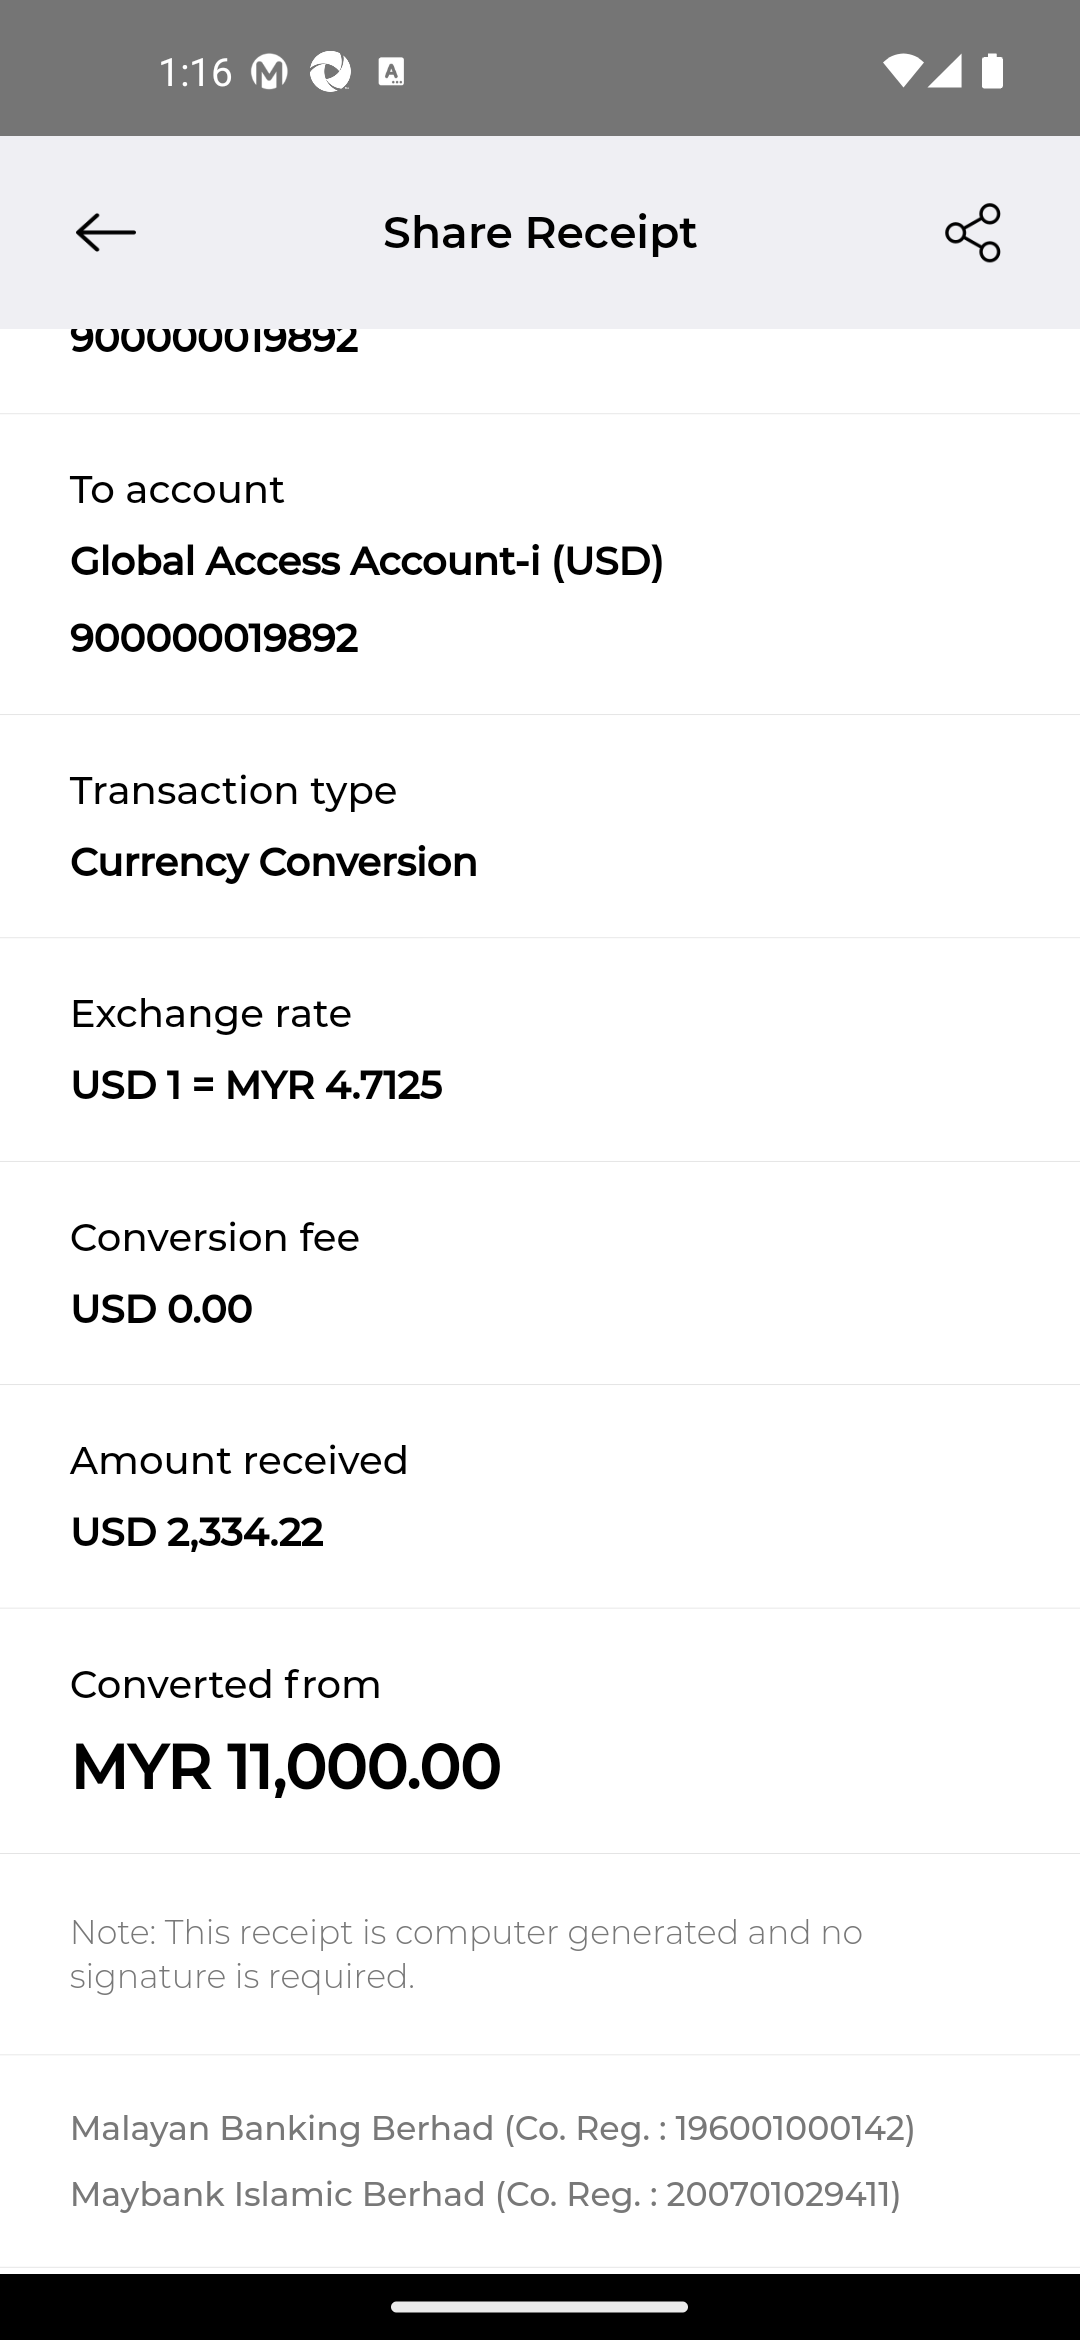 1:16
Share Receipt
900000019892
To account
Global Access Account-i (USD)
900000019892
Transaction type
Currency Conversion
Exchange rate
USD 1 = MYR 4.7125
Conversion fee
USD 0.00
Amount received
USD 2,334.22
Converted from
MYR 11,000.00
Note: This receipt is computer generated and no
signature is required.
Malayan Banking Berhad (Co. Reg. : 196001000142)
Maybank Islamic Berhad (Co. Reg. : 200701029411)